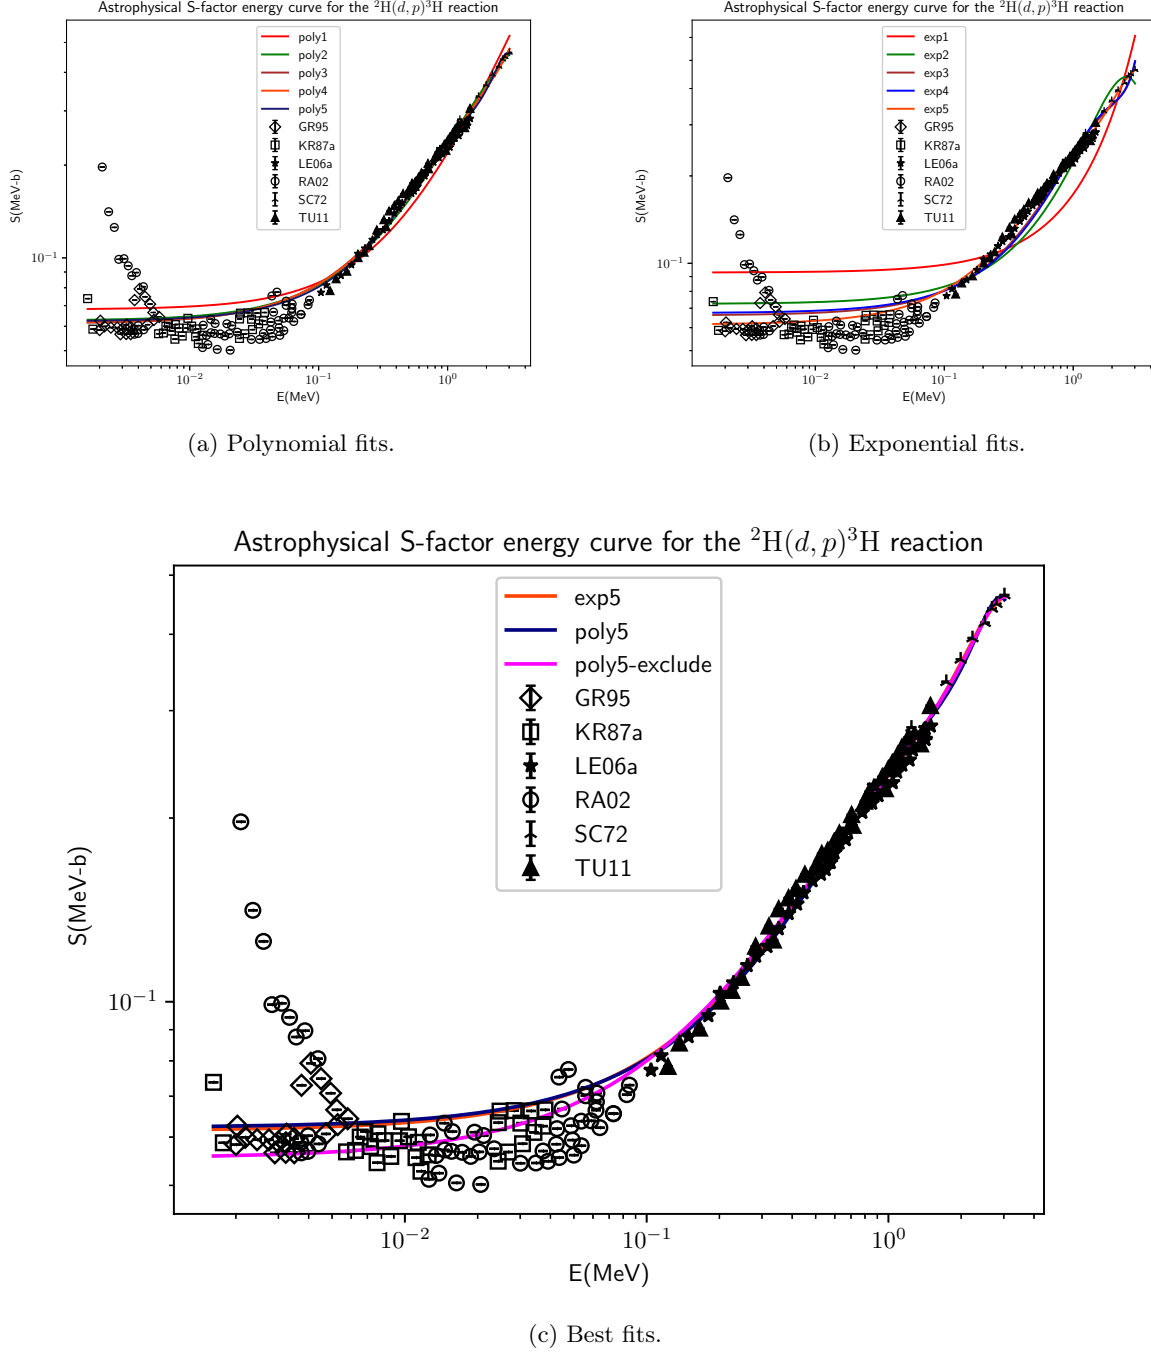 Astrophysical S-factor energy curve for the ²H(d, p)³H reaction
poly1
poly2
poly3
poly4
poly5
GR95
KR87a
LE06a
RA02
SC72
TU11
S(MeV-b)
10⁻¹
10⁻² 10⁻¹ 10⁰
E(MeV)
(a) Polynomial fits.
Astrophysical S-factor energy curve for the ²H(d, p)³H reaction
exp1
exp2
exp3
exp4
exp5
GR95
KR87a
LE06a
RA02
SC72
TU11
S(MeV-b)
10⁻¹
10⁻² 10⁻¹ 10⁰
E(MeV)
(b) Exponential fits.
Astrophysical S-factor energy curve for the ²H(d, p)³H reaction
exp5
poly5
poly5-exclude
GR95
KR87a
LE06a
RA02
SC72
TU11
S(MeV-b)
10⁻¹
10⁻² 10⁻¹ 10⁰
E(MeV)
(c) Best fits.